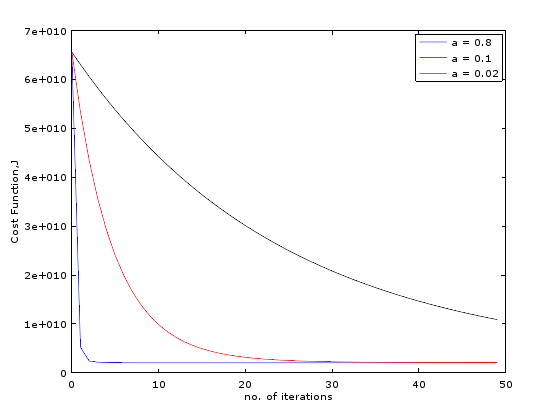 7e+010
6e+010
5e+010
4e+010
3e+010
2e+010
1e+010
0
0 10 20 30 40 50
Cost Function,J
no. of iterations
a = 0.8
a = 0.1
a = 0.02